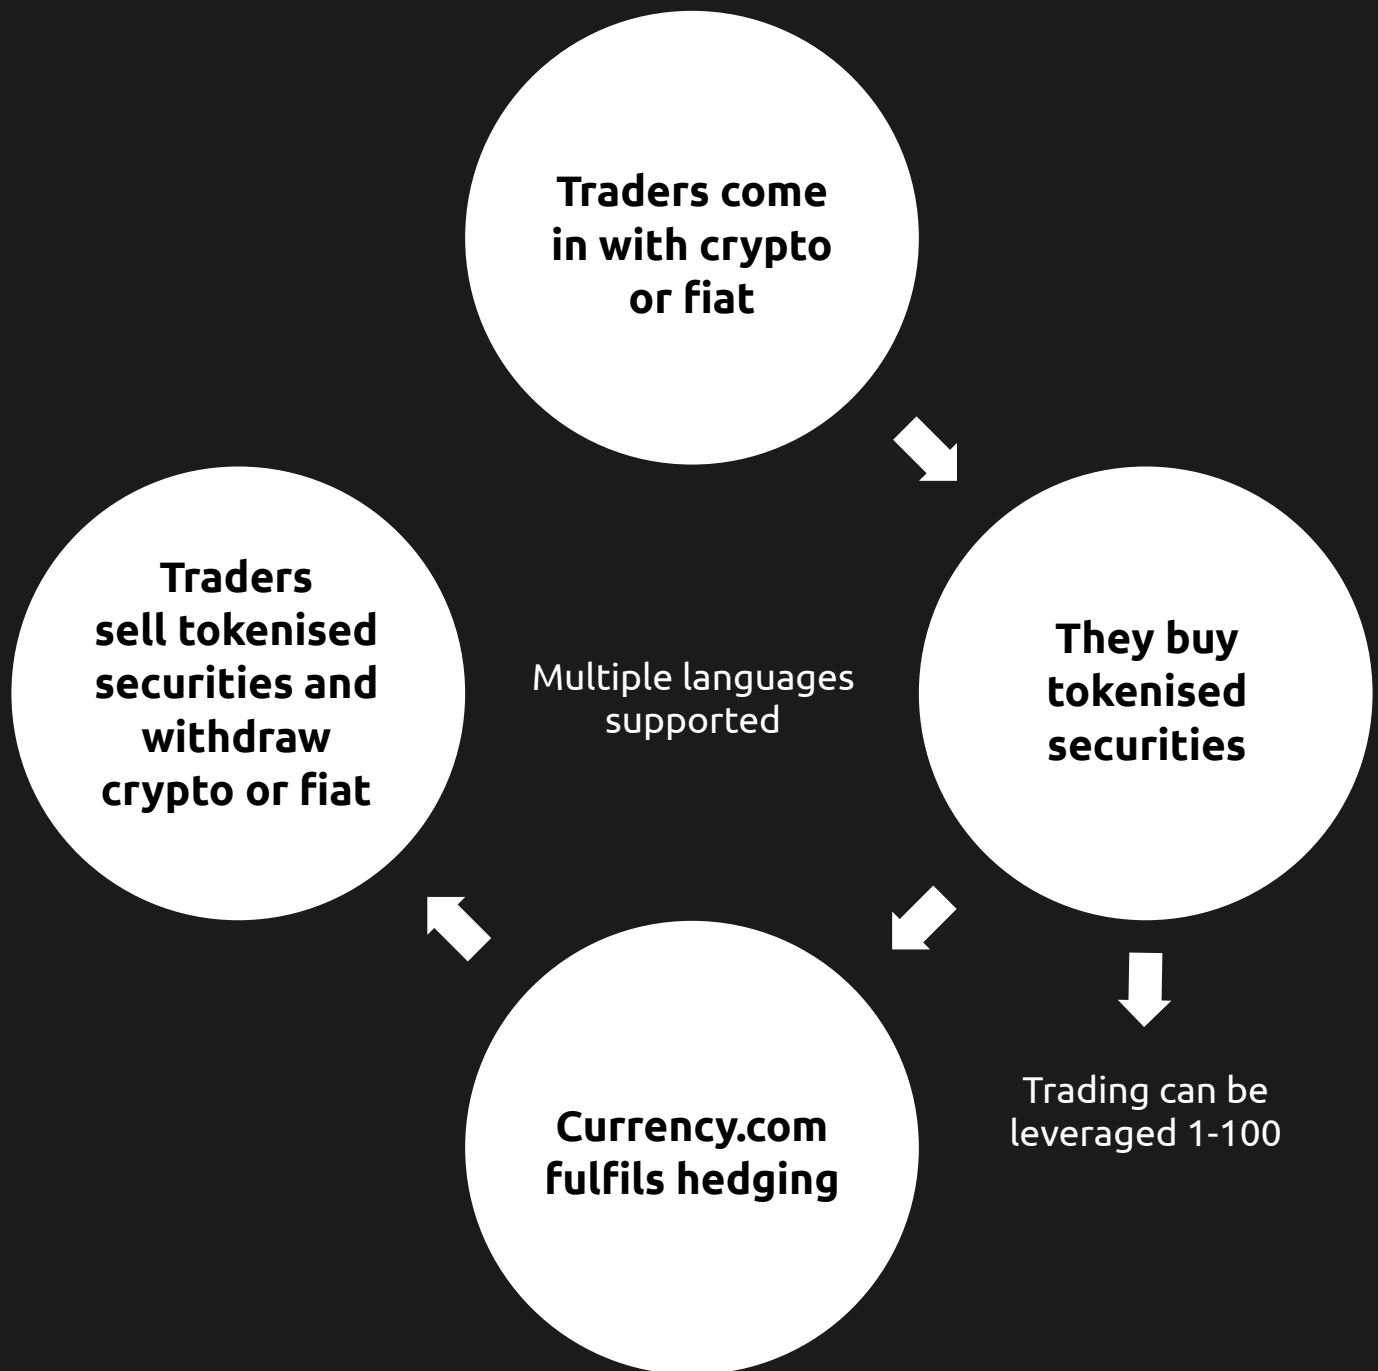 Traders come
in with crypto
or fiat
They buy
tokenised
securities
Trading can be
leveraged 1-100
Currency.com
fulfils hedging
Traders
sell tokenised
securities and
withdraw
crypto or fiat
Multiple languages
supported